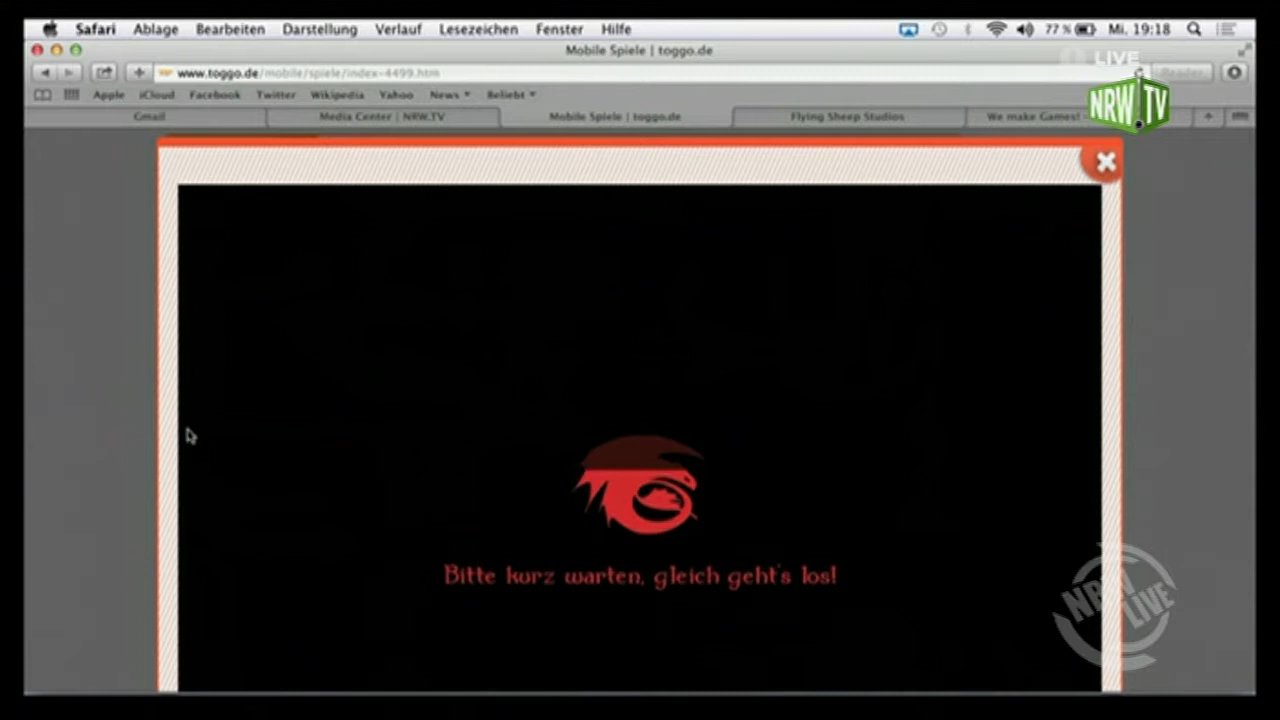 Safari Ablage Bearbeiten Darstellung Verlauf Lesezeichen Fenster Hilfe 77 % Mi. 19:18
Mobile Spiele | toggo.de
LIVE
www.toggo.de/mobile/spiele/index-4499.htm Reader
Apple iCloud Facebook Twitter Wikipedia Yahoo News Beliebt
NRW.TV
Gmail Media Center | NRW.TV Mobile Spiele | toggo.de Flying Sheep Studios We make Games! -
Bitte kurz warten, gleich geht's los!
NRW LIVE